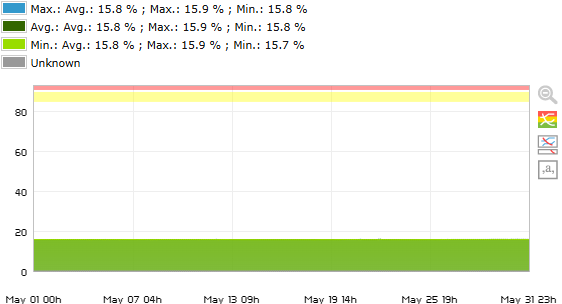 Max.: Avg.: 15.8 % ; Max.: 15.9 % ; Min.: 15.8 %
Avg.: Avg.: 15.8 % ; Max.: 15.9 % ; Min.: 15.8 %
Min.: Avg.: 15.8 % ; Max.: 15.9 % ; Min.: 15.7 %
Unknown
80
60
40
20
0
May 01 00h May 07 04h May 13 09h May 19 14h May 25 19h May 31 23h
,a,